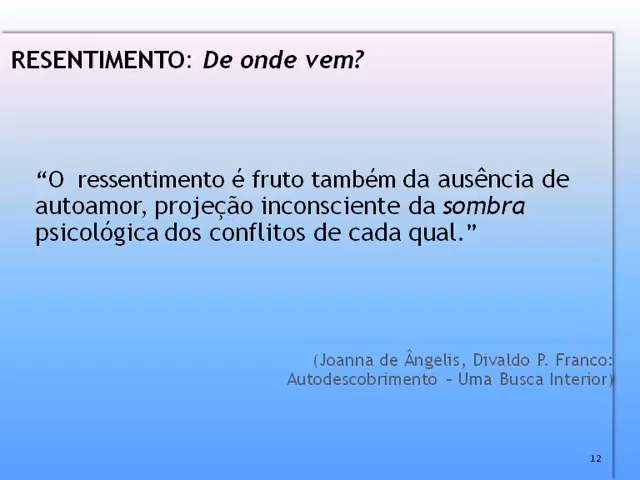 RESENTIMENTO: De onde vem?
“O  ressentimento é fruto também da ausência de
autoamor, projeção inconsciente da sombra
psicológica dos conflitos de cada qual.”
(Joanna de Ângelis, Divaldo P. Franco:
Autodescobrimento – Uma Busca Interior)
12